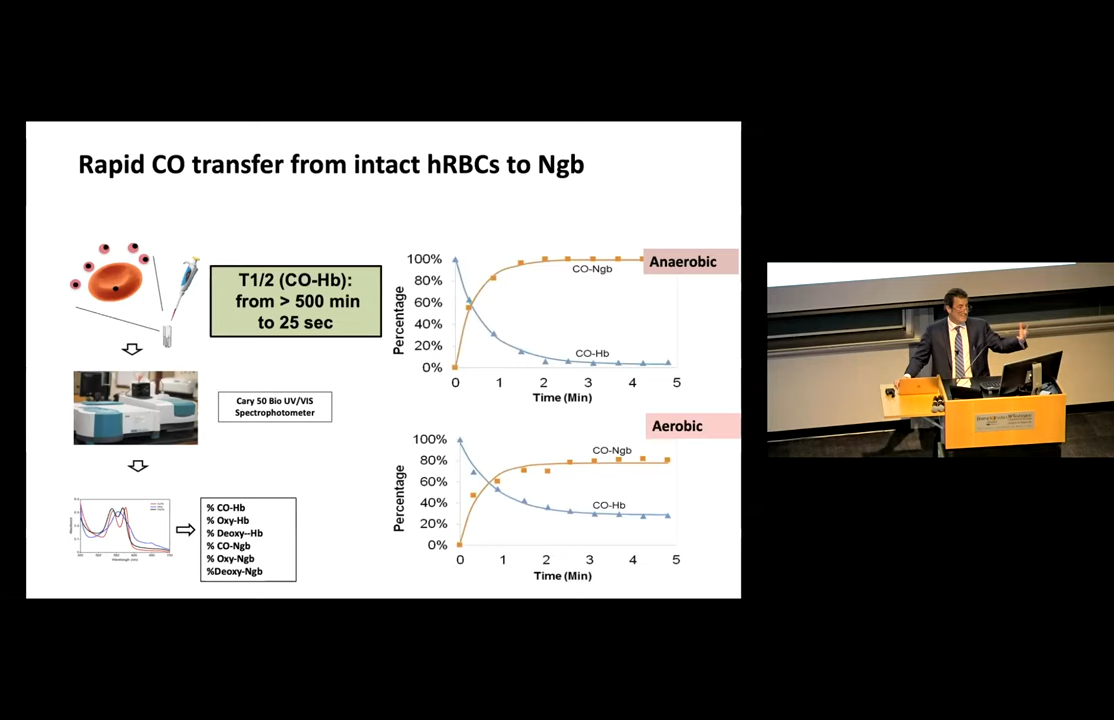 Rapid CO transfer from intact hRBCs to Ngb
T1/2 (CO-Hb):
from > 500 min
to 25 sec
Cary 50 Bio UV/VIS
Spectrophotometer
% CO-Hb
% Oxy-Hb
% Deoxy--Hb
% CO-Ngb
% Oxy-Ngb
%Deoxy-Ngb
Anaerobic
100%
80%
60%
40%
20%
0%
Percentage
CO-Ngb
CO-Hb
0 1 2 3 4 5
Time (Min)
Aerobic
100%
80%
60%
40%
20%
0%
Percentage
CO-Ngb
CO-Hb
0 1 2 3 4 5
Time (Min)